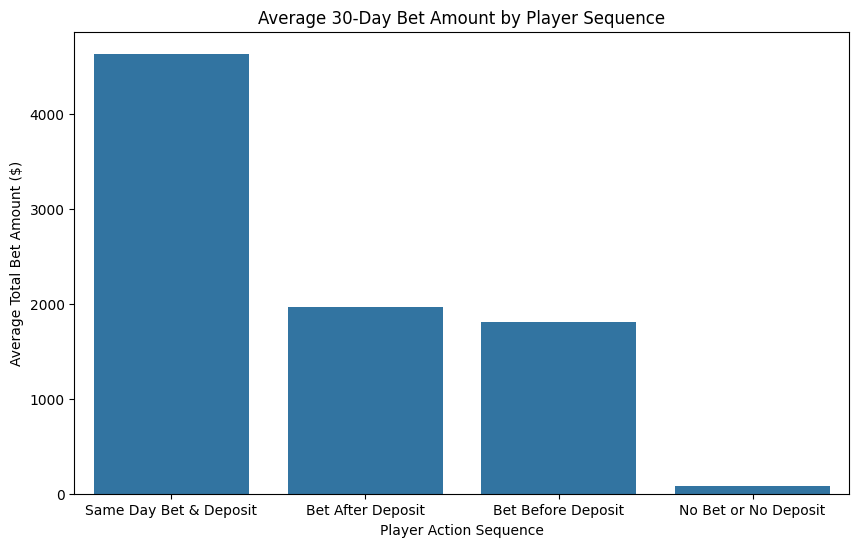 Average 30-Day Bet Amount by Player Sequence
Average Total Bet Amount ($)
4000
3000
2000
1000
0
Same Day Bet & Deposit
Bet After Deposit
Bet Before Deposit
No Bet or No Deposit
Player Action Sequence